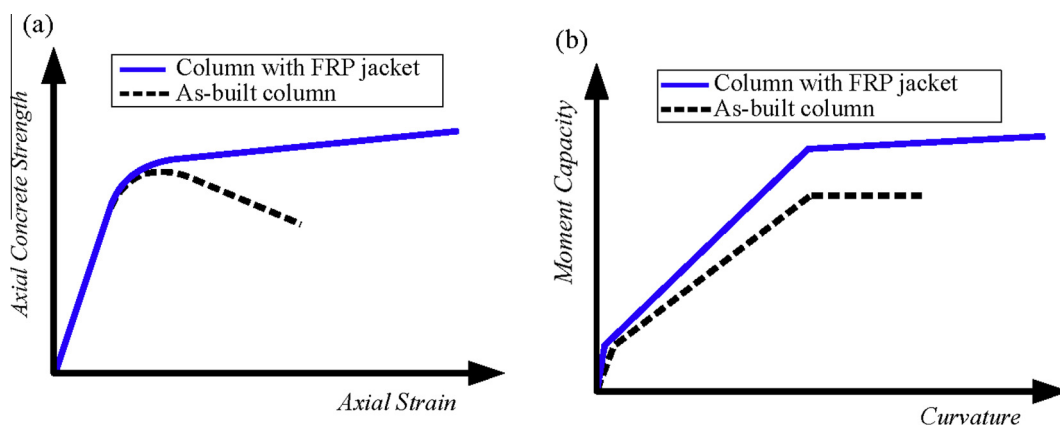 (a)
Column with FRP jacket
As-built column
Axial Concrete Strength
Axial Strain
(b)
Column with FRP jacket
As-built column
Moment Capacity
Curvature